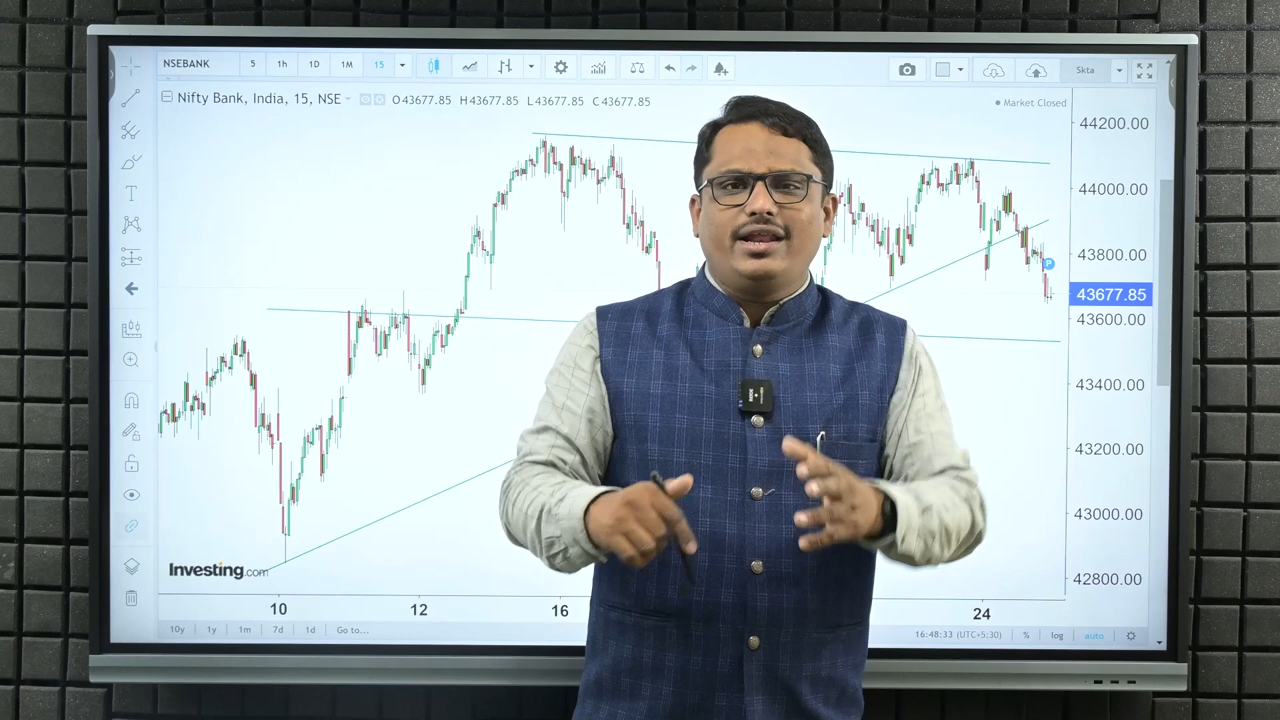 NSEBANK 5 1h 1D 1M 15 5kta
Nifty Bank, India, 15, NSE O43677.85 H43677.85 L43677.85 C43677.85 Market Closed
44200.00
44000.00
43800.00
P
43677.85
43600.00
43400.00
43200.00
43000.00
42800.00
Investing.com
10 12 16 24
10y 1y 1m 7d 1d Go to... 16:48:33 (UTC+5:30) % log auto